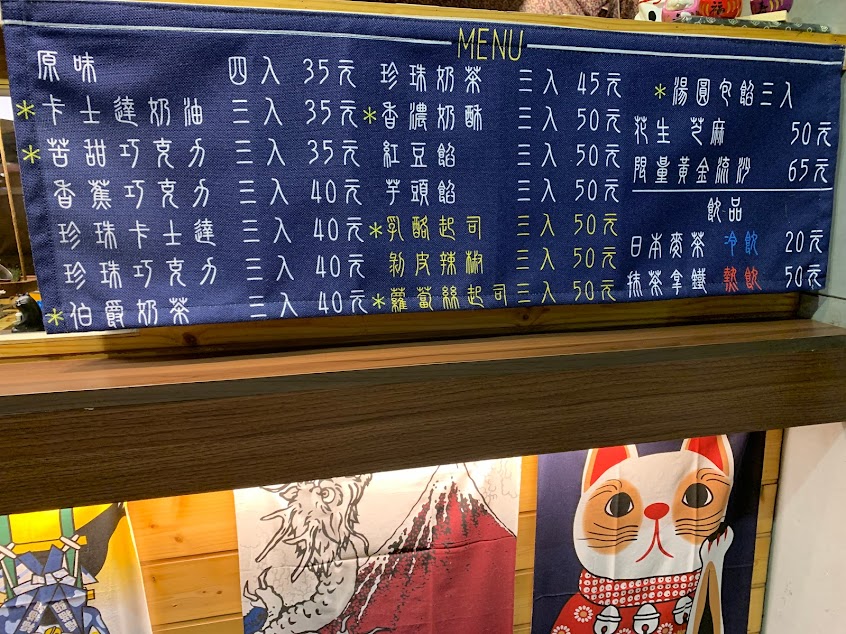 MENU
原味 四入 35元
*卡士達奶油 三入 35元
*苦甜巧克力 三入 35元
香蕉巧克力 三入 40元
珍珠卡士達 三入 40元
珍珠巧克力 三入 40元
*伯爵奶茶 三入 40元
珍珠奶茶 三入 45元
*香濃奶酥 三入 50元
紅豆餡 三入 50元
芋頭餡 三入 50元
*乳酪起司 三入 50元
剝皮辣椒 三入 50元
*蘿蔔絲起司 三入 50元
*湯圓包餡三入
花生 芝麻 50元
限量黃金流沙 65元
飲品
日本麥茶 冷飲 20元
抹茶拿鐵 熱飲 50元